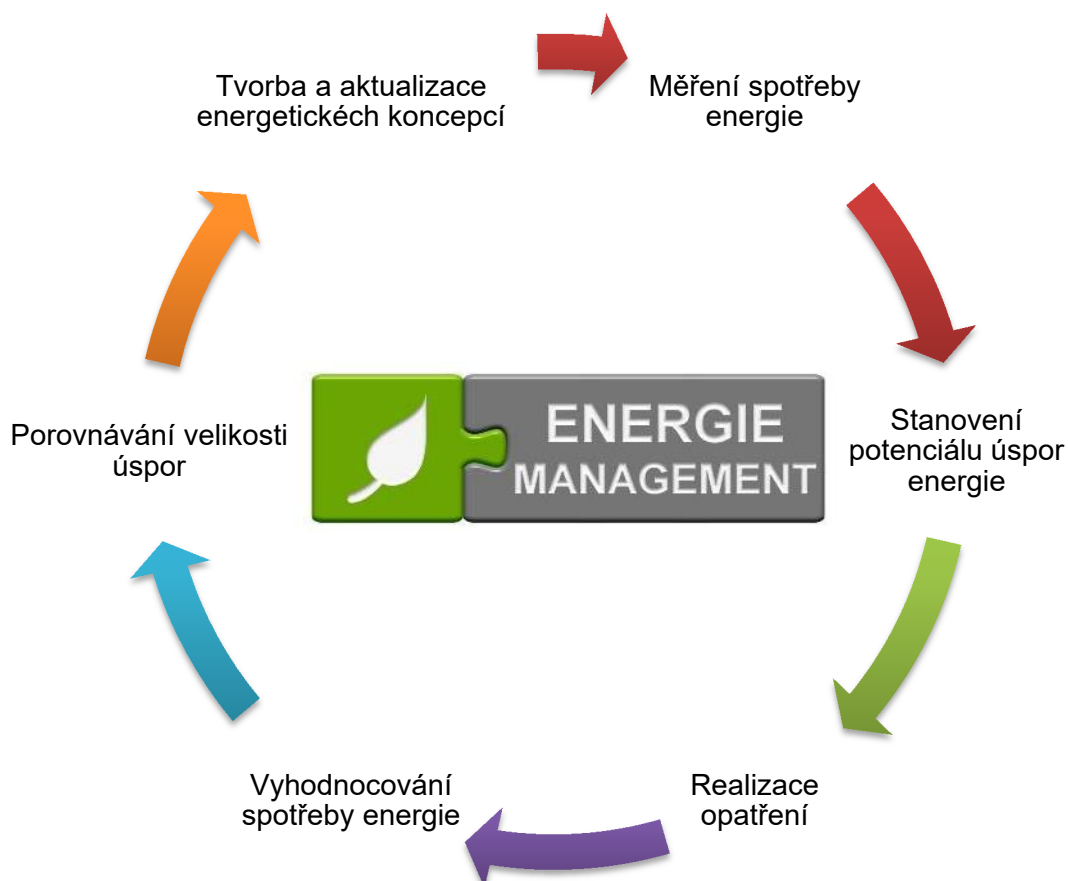 Tvorba a aktualizace
energetickéch koncepcí
Měření spotřeby
energie
Stanovení
potenciálu úspor
energie
Realizace
opatření
Vyhodnocování
spotřeby energie
Porovnávání velikosti
úspor
ENERGIE
MANAGEMENT